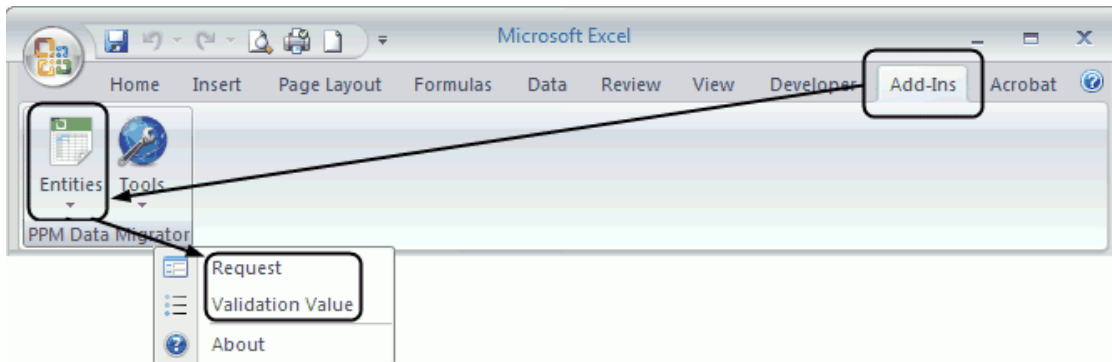 Microsoft Excel
Home Insert Page Layout Formulas Data Review View Developer Add-Ins Acrobat
Entities Tools
PPM Data Migrator
Request
Validation Value
About